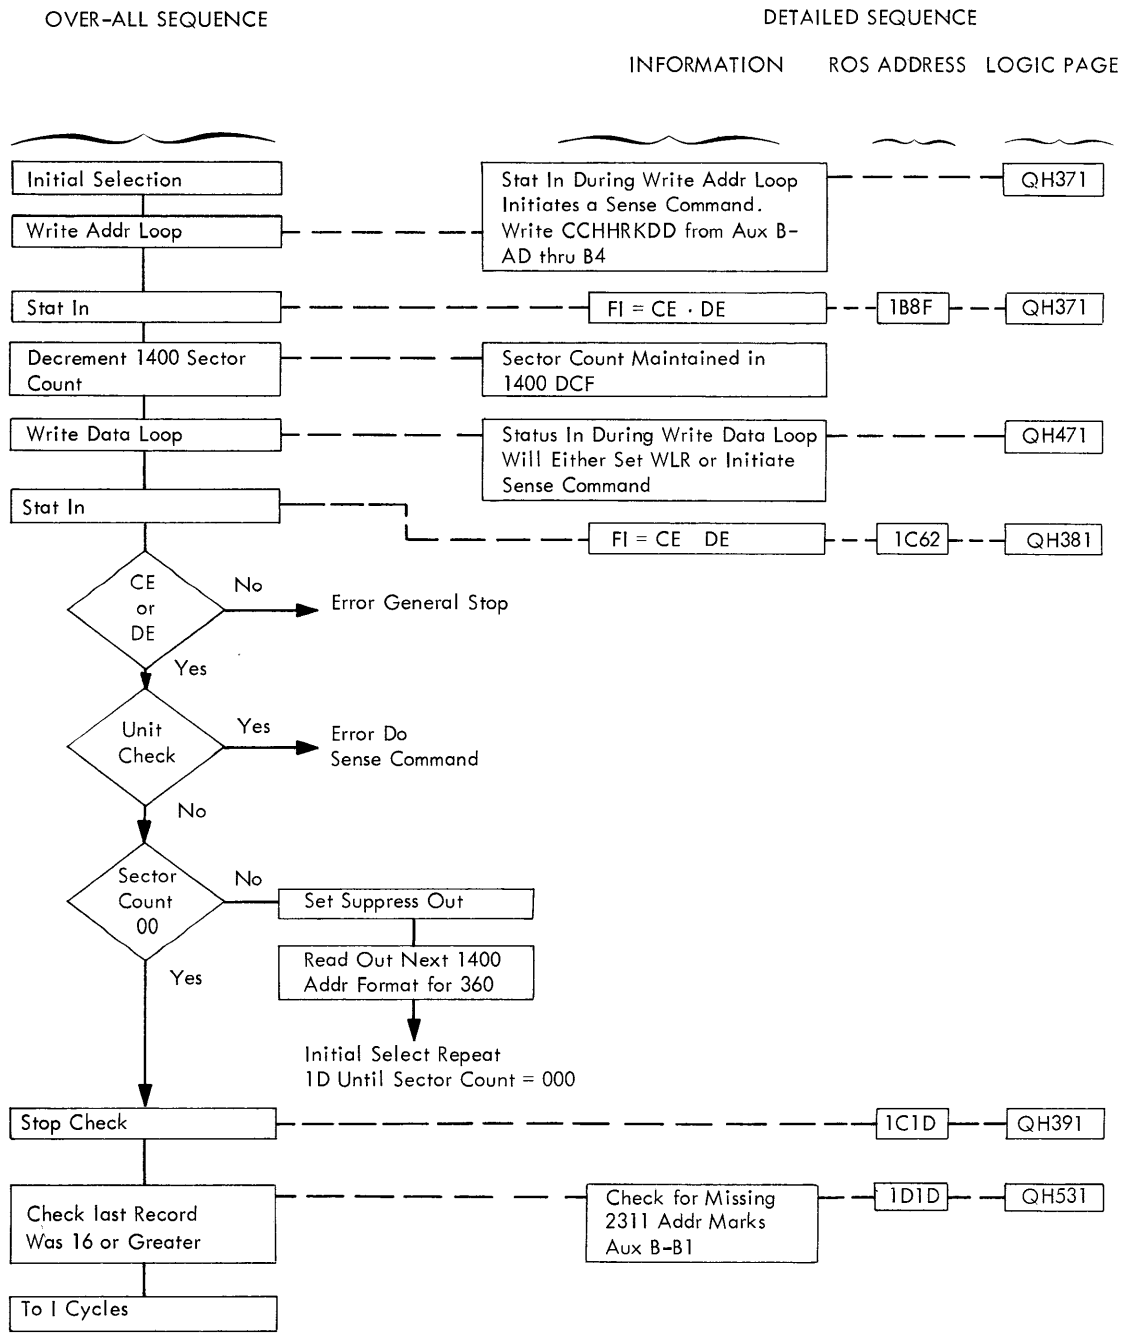 OVER-ALL SEQUENCE
DETAILED SEQUENCE
INFORMATION
ROS ADDRESS
LOGIC PAGE
Initial Selection
Stat In During Write Addr Loop
Initiates a Sense Command.
Write CCHHRKDD from Aux B-
AD thru B4
QH371
Write Addr Loop
Stat In
FI = CE · DE
1B8F
QH371
Decrement 1400 Sector
Count
Sector Count Maintained in
1400 DCF
Write Data Loop
Status In During Write Data Loop
Will Either Set WLR or Initiate
Sense Command
QH471
Stat In
FI = CE DE
1C62
QH381
CE
or
DE
No
Error General Stop
Yes
Unit
Check
Yes
Error Do
Sense Command
No
Sector
Count
00
No
Set Suppress Out
Read Out Next 1400
Addr Format for 360
Yes
Initial Select Repeat
1D Until Sector Count = 000
Stop Check
1C1D
QH391
Check last Record
Was 16 or Greater
Check for Missing
2311 Addr Marks
Aux B-B1
1D1D
QH531
To I Cycles